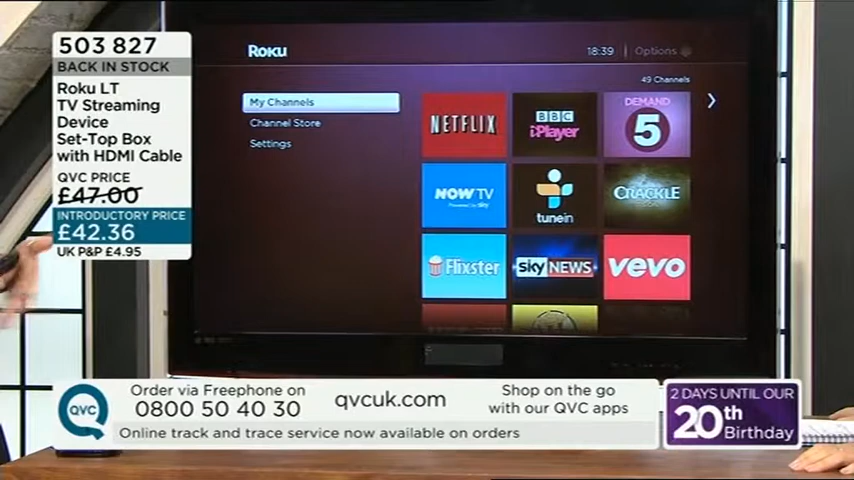 503 827
BACK IN STOCK
Roku LT
TV Streaming
Device
Set-Top Box
with HDMI Cable
QVC PRICE
£47.00
INTRODUCTORY PRICE
£42.36
UK P&P £4.95
Roku
18:39
Options
49 Channels
My Channels
Channel Store
Settings
NETFLIX
BBC
iPlayer
DEMAND
5
NOW TV
Powered by sky
tunein
CRACKLE
Flixster
sky NEWS
vevo
QVC
Order via Freephone on
0800 50 40 30
qvcuk.com
Shop on the go
with our QVC apps
Online track and trace service now available on orders
2 DAYS UNTIL OUR
20th
Birthday